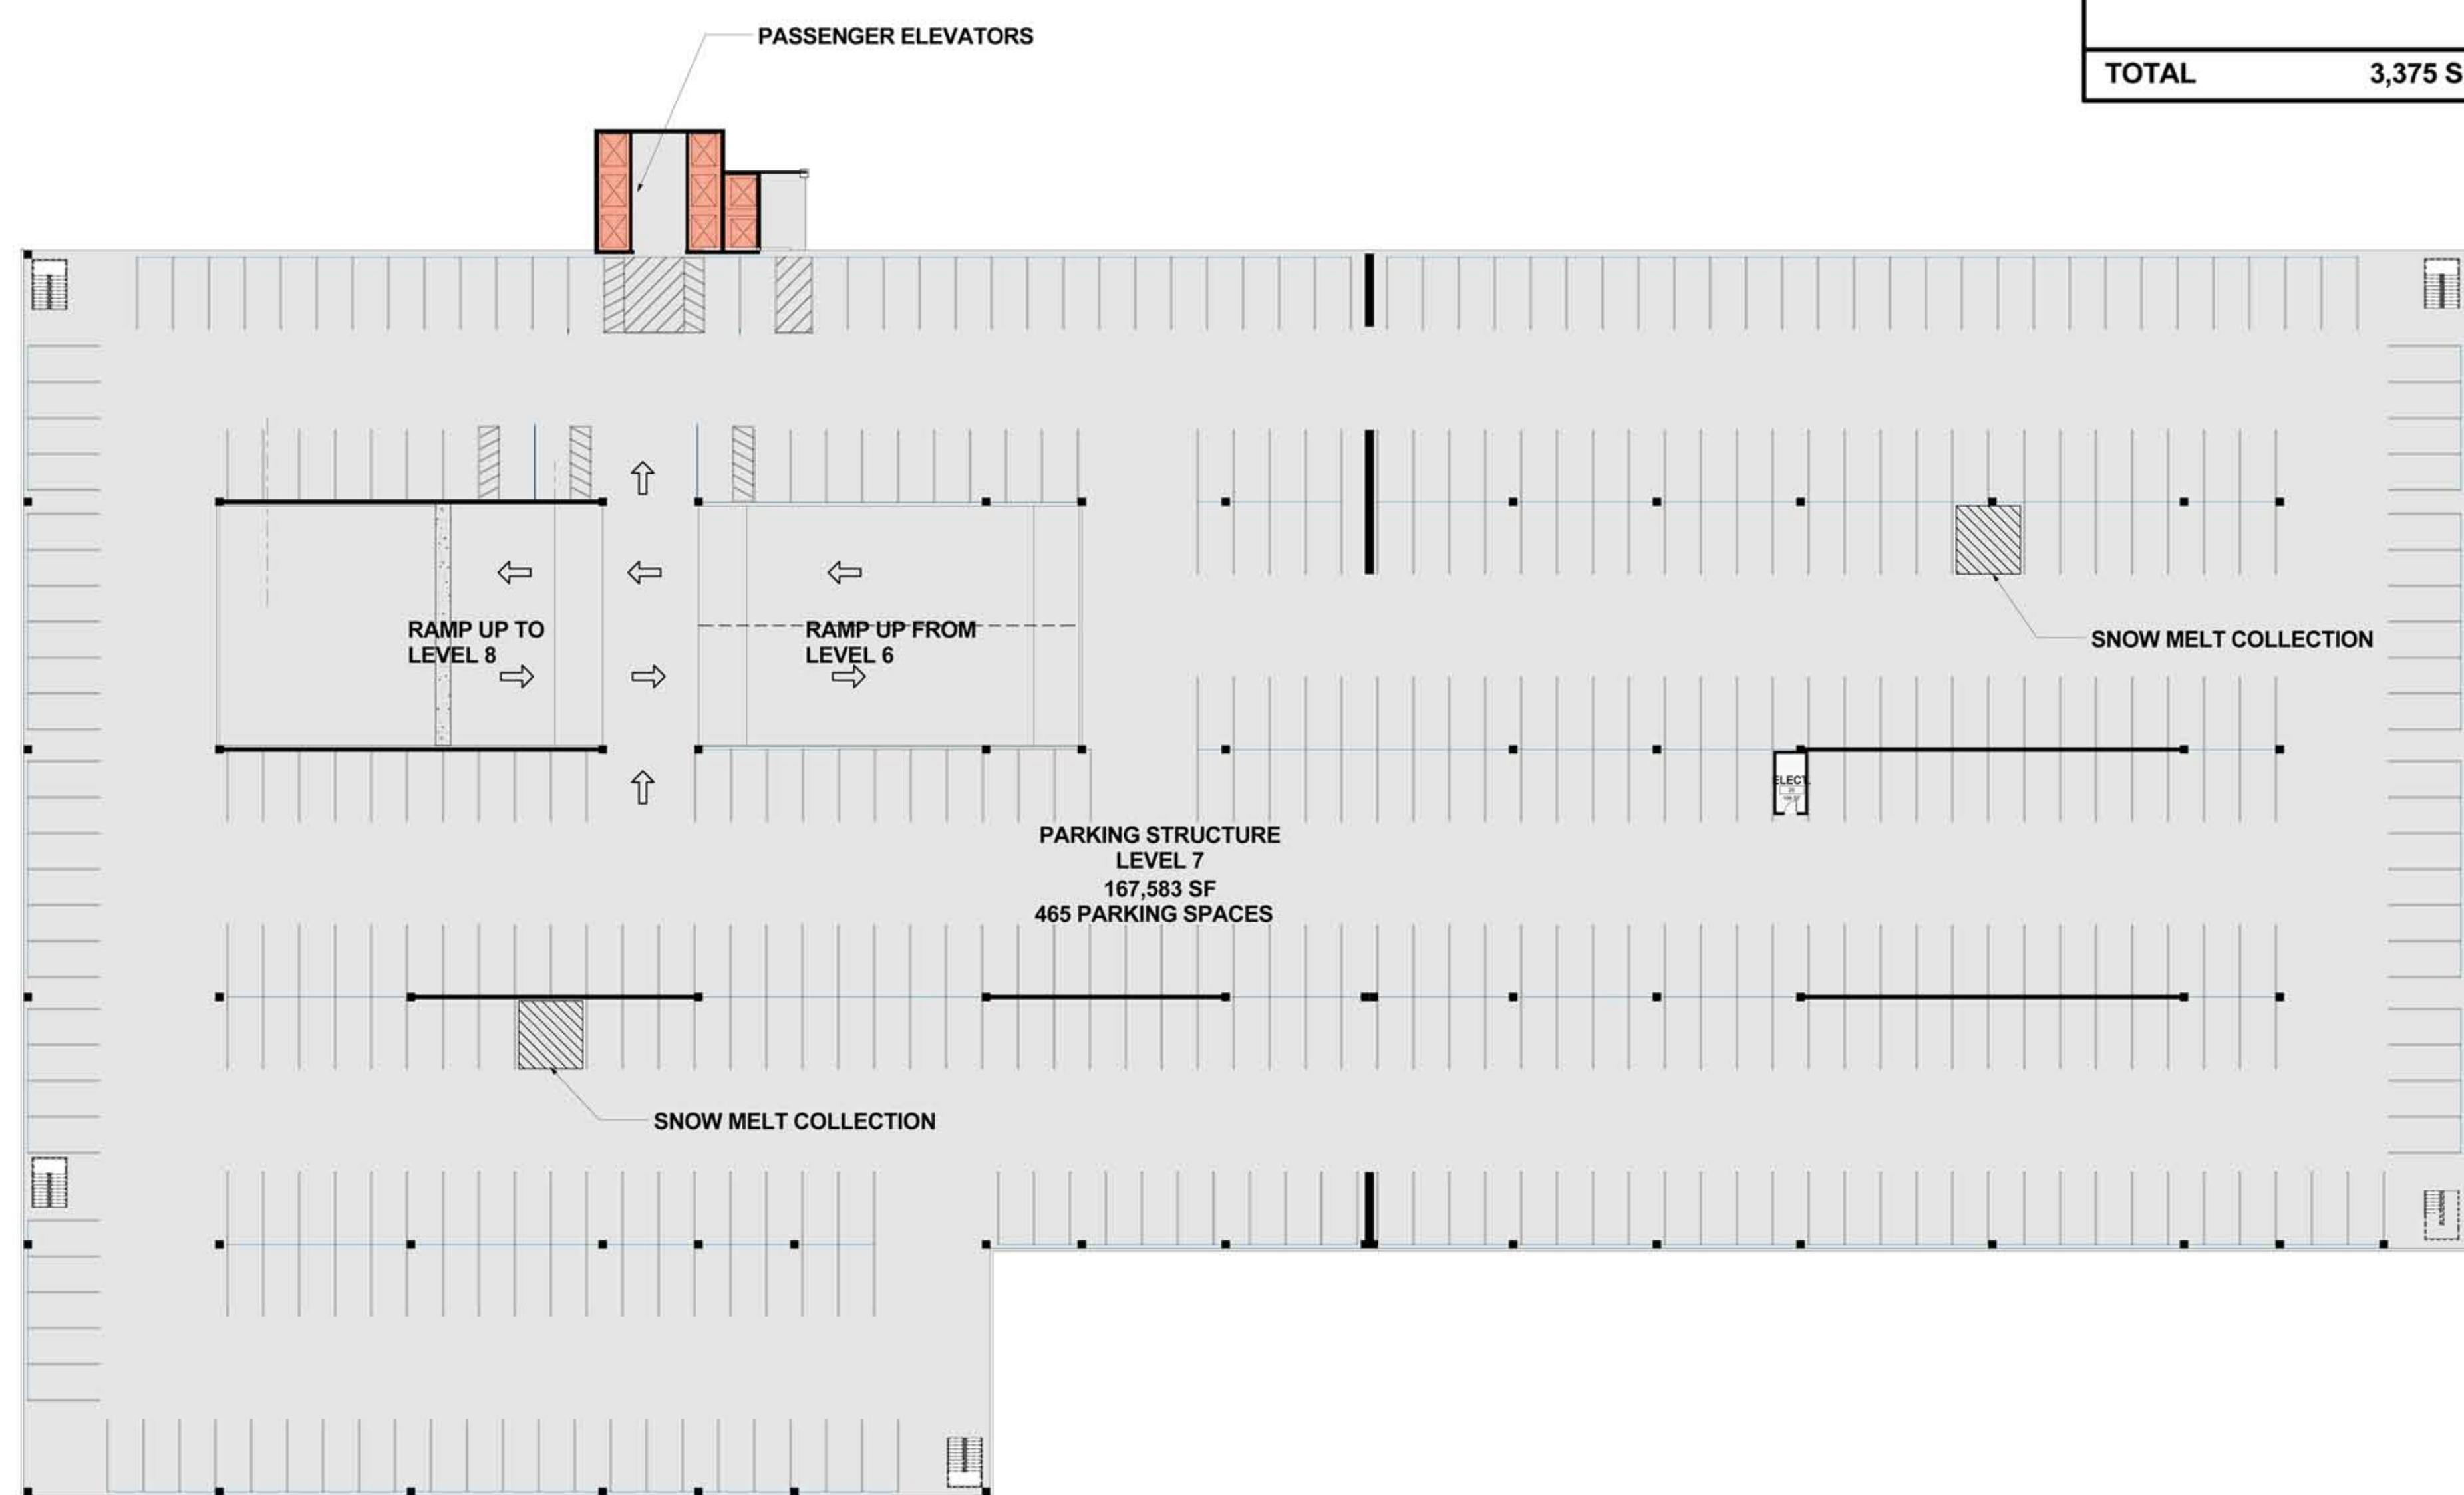 PASSENGER ELEVATORS
TOTAL 3,375 S
RAMP UP TO
LEVEL 8
RAMP UP FROM
LEVEL 6
SNOW MELT COLLECTION
ELECT.
PARKING STRUCTURE
LEVEL 7
167,583 SF
465 PARKING SPACES
SNOW MELT COLLECTION